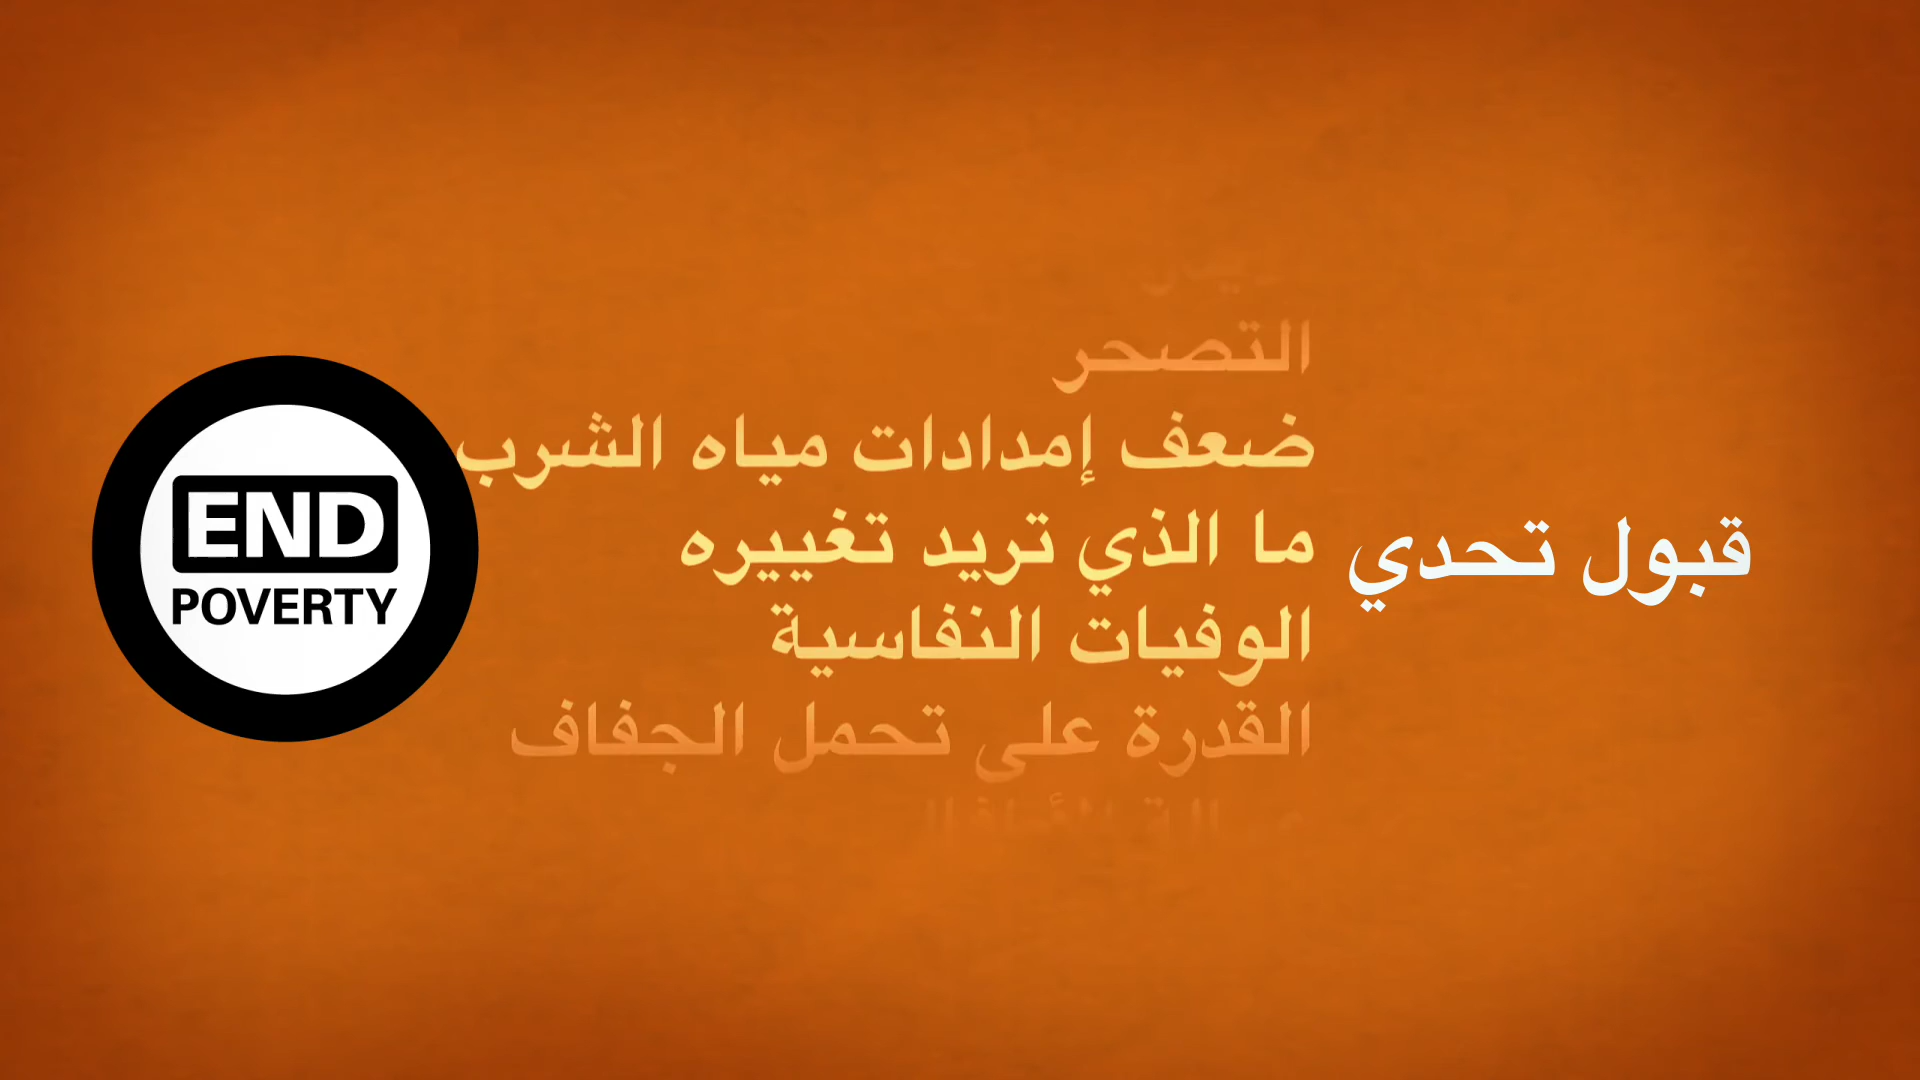 التصحر
ضعف إمدادات مياه الشرب
قبول تحدي
ما الذي تريد تغييره
الوفيات النفاسية
القدرة على تحمل الجفاف
END
POVERTY